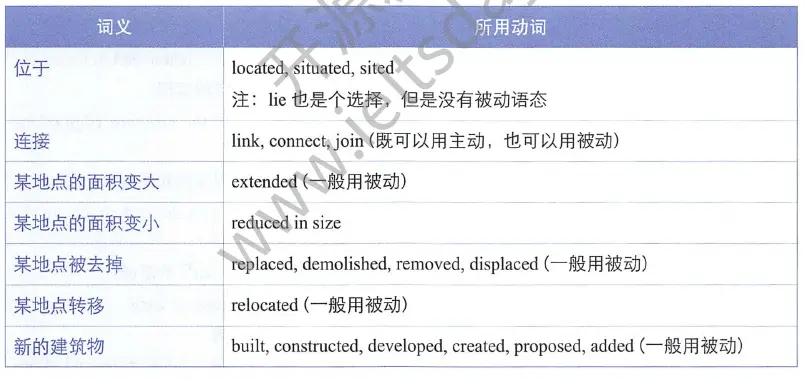 词义 所用动词
位于 located, situated, sited
注：lie 也是个选择，但是没有被动语态
连接 link, connect, join (既可以用主动，也可以用被动)
某地点的面积变大 extended (一般用被动)
某地点的面积变小 reduced in size
某地点被去掉 replaced, demolished, removed, displaced (一般用被动)
某地点转移 relocated (一般用被动)
新的建筑物 built, constructed, developed, created, proposed, added (一般用被动)
开源
www.ieltsda